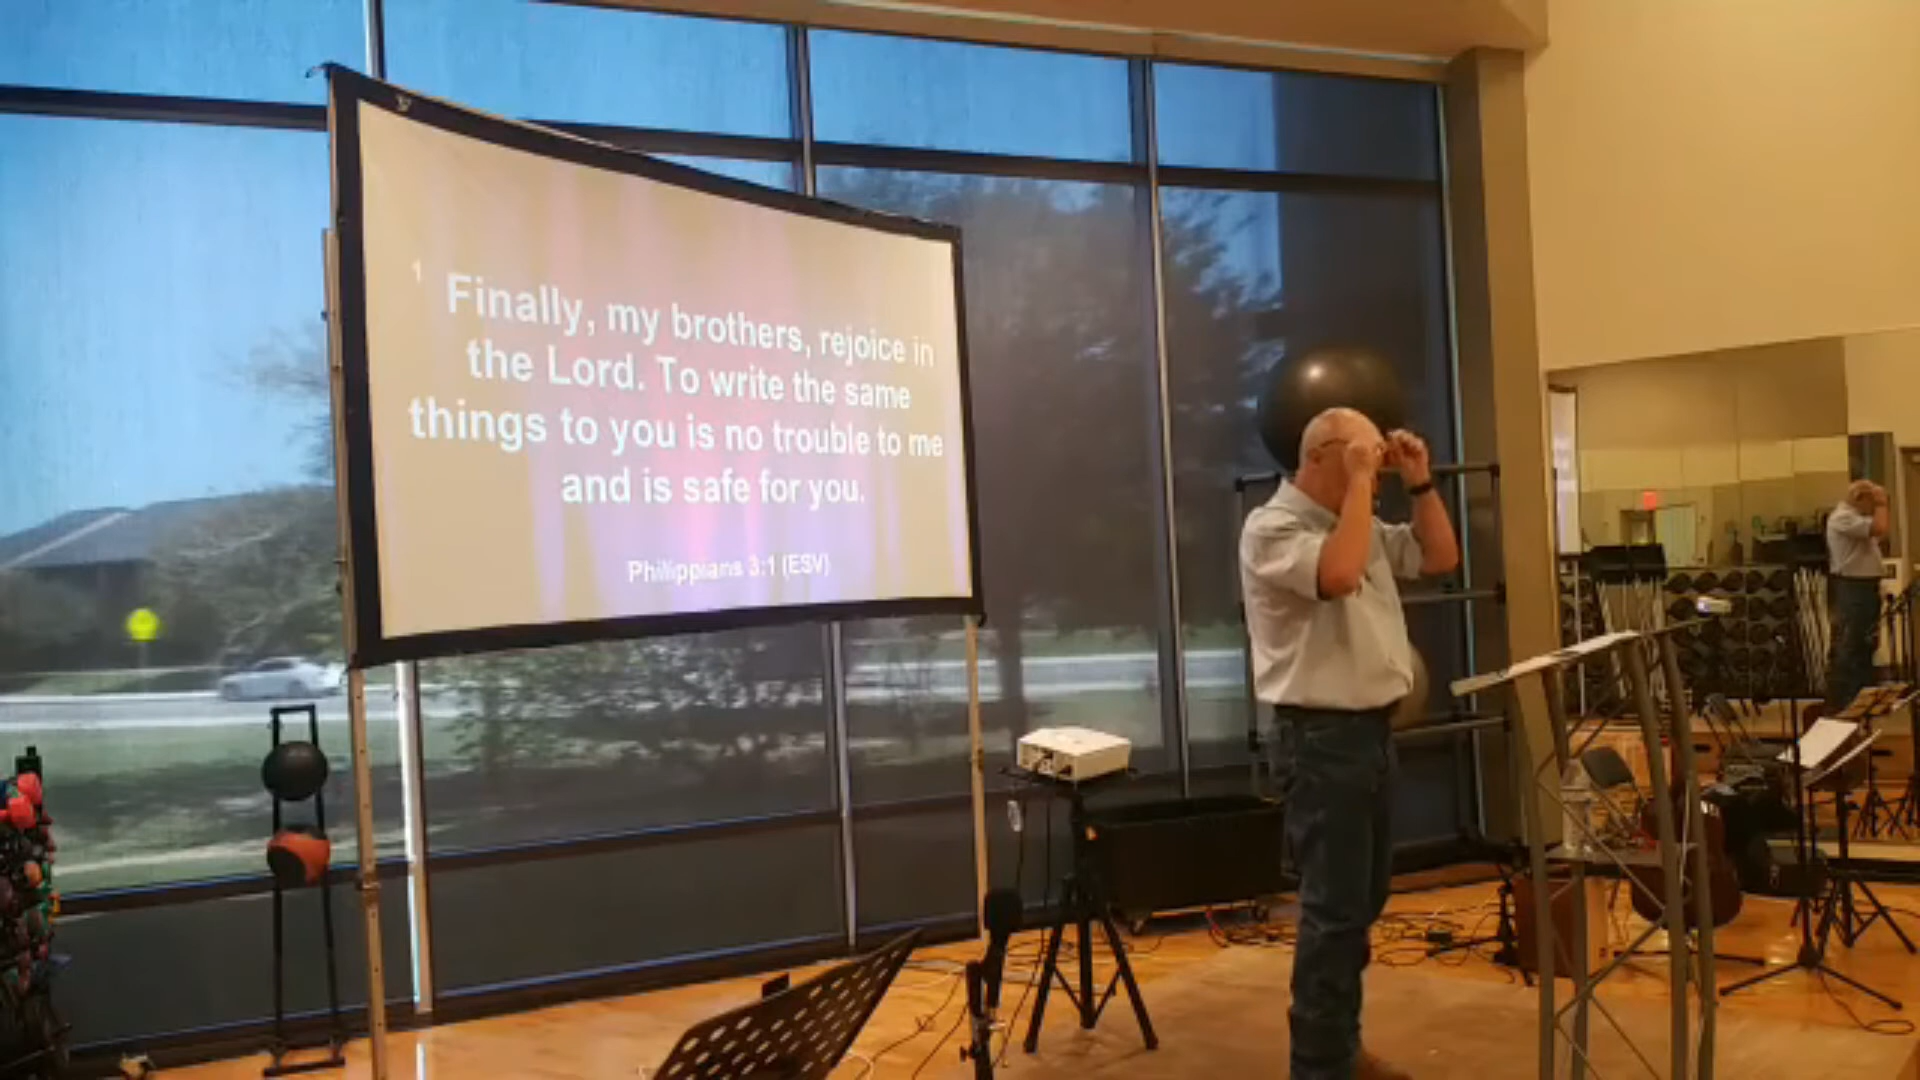 1 Finally, my brothers, rejoice in
the Lord. To write the same
things to you is no trouble to me
and is safe for you.
Philippians 3:1 (ESV)